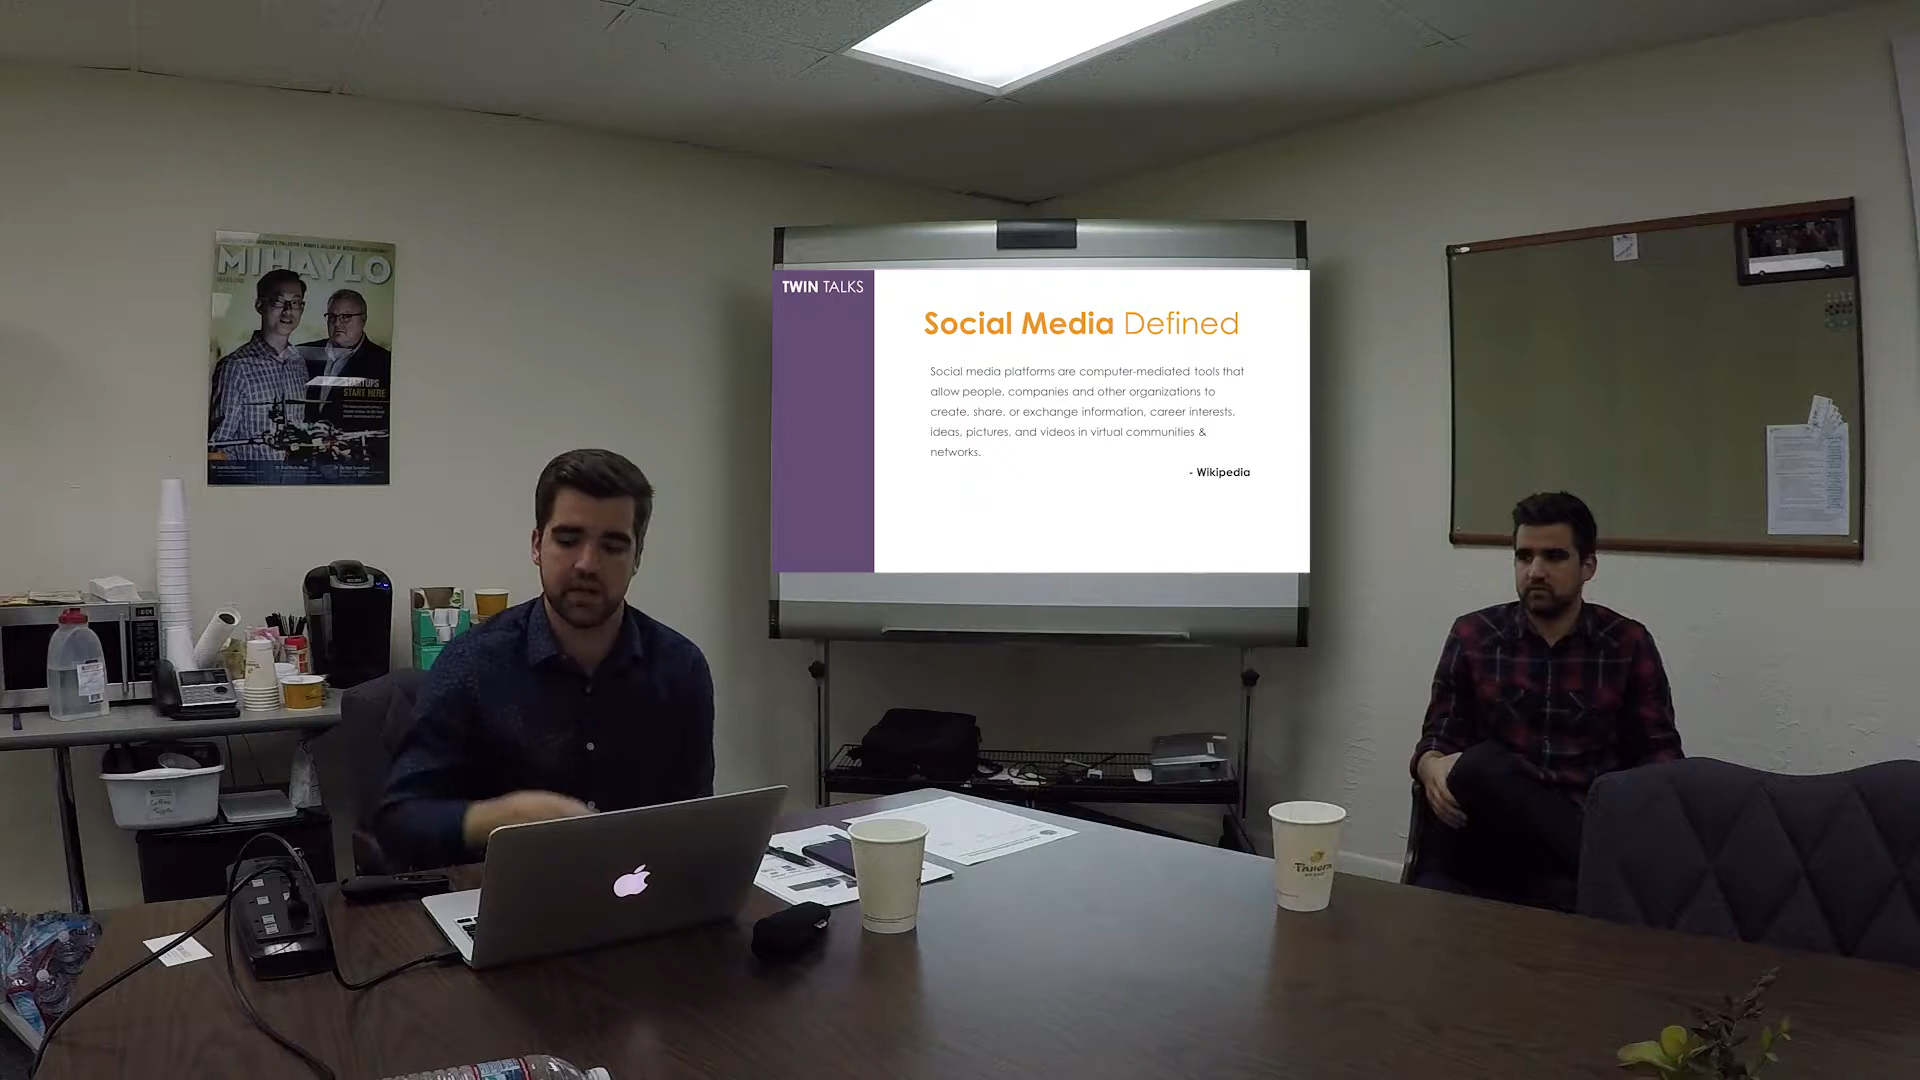 MIHAYLO
STARTUPS
START HERE
TWIN TALKS
Social Media Defined
Social media platforms are computer-mediated tools that
allow people, companies and other organizations to
create, share, or exchange information, career interests,
ideas, pictures, and videos in virtual communities &
networks.
- Wikipedia
Panera